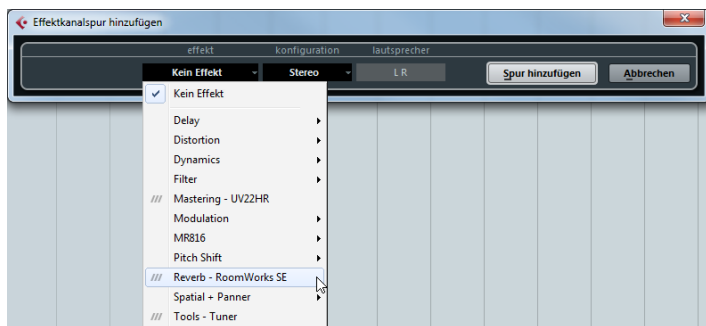 Effektkanalspur hinzufügen
effekt konfiguration lautsprecher
Kein Effekt Stereo L R Spur hinzufügen Abbrechen
Kein Effekt
Delay
Distortion
Dynamics
Filter
Mastering - UV22HR
Modulation
MR816
Pitch Shift
Reverb - RoomWorks SE
Spatial + Panner
Tools - Tuner